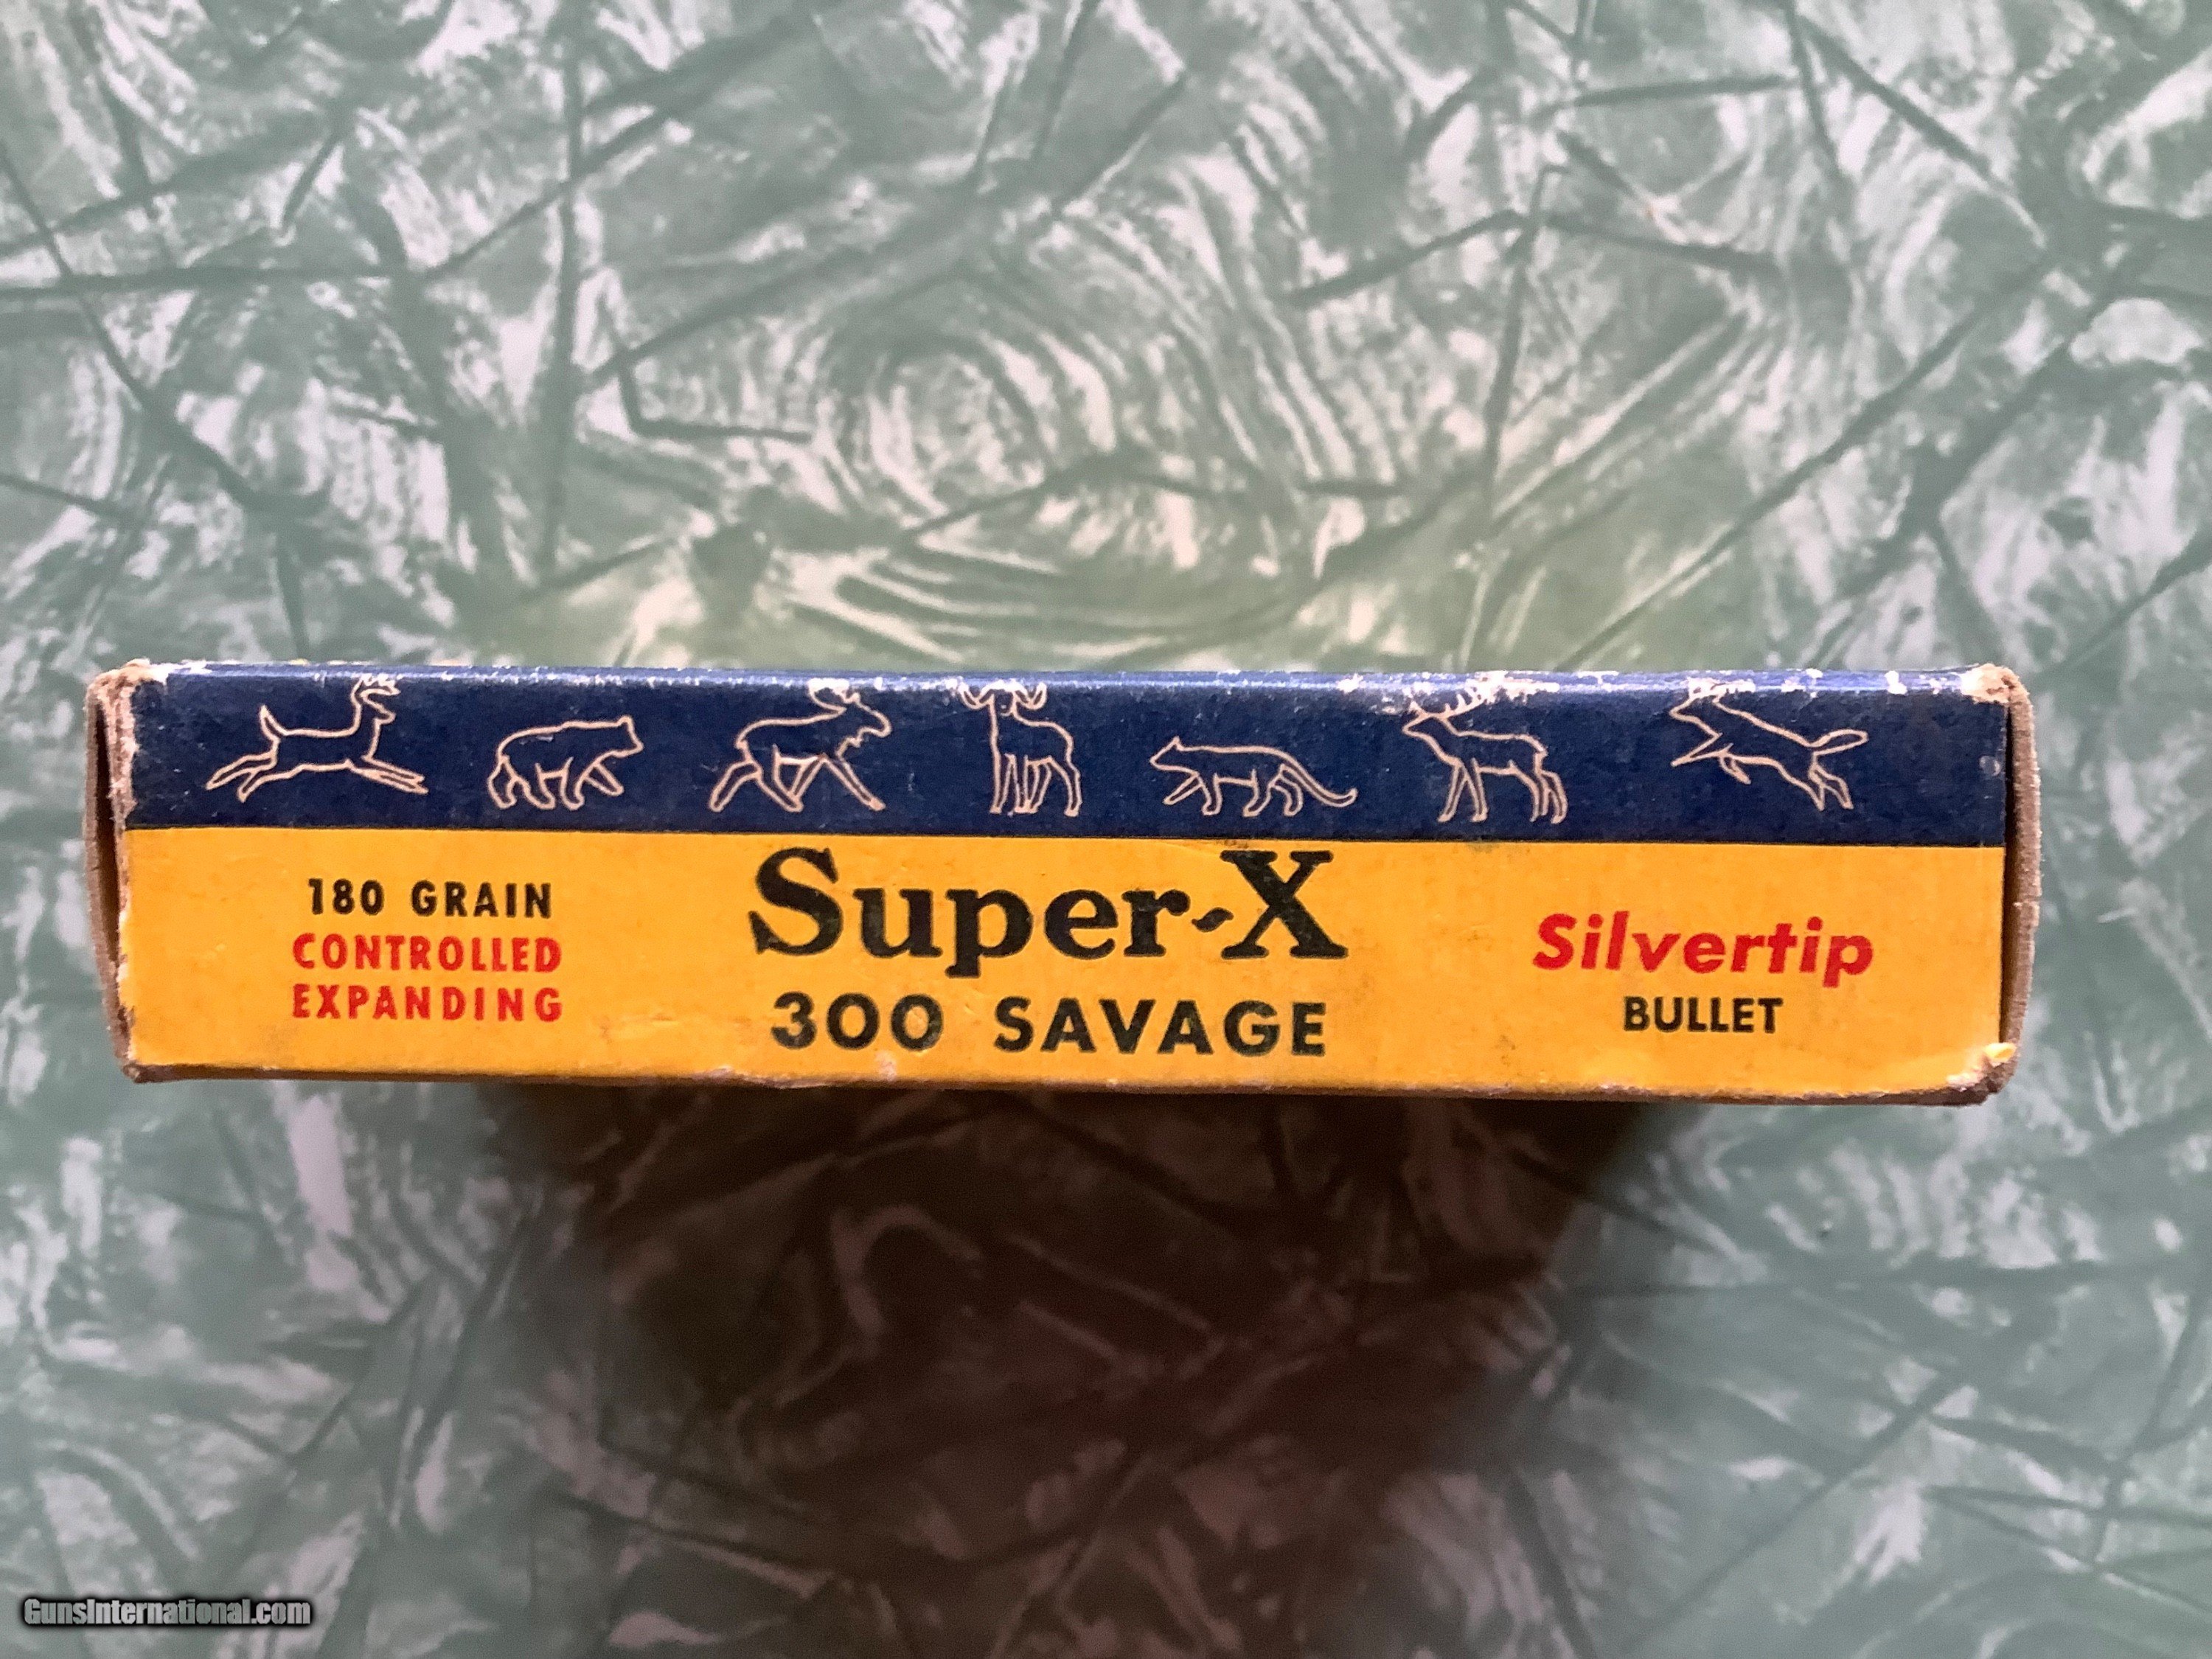 180 GRAIN
CONTROLLED
EXPANDING
Super-X
300 SAVAGE
Silvertip
BULLET
GunsInternational.com